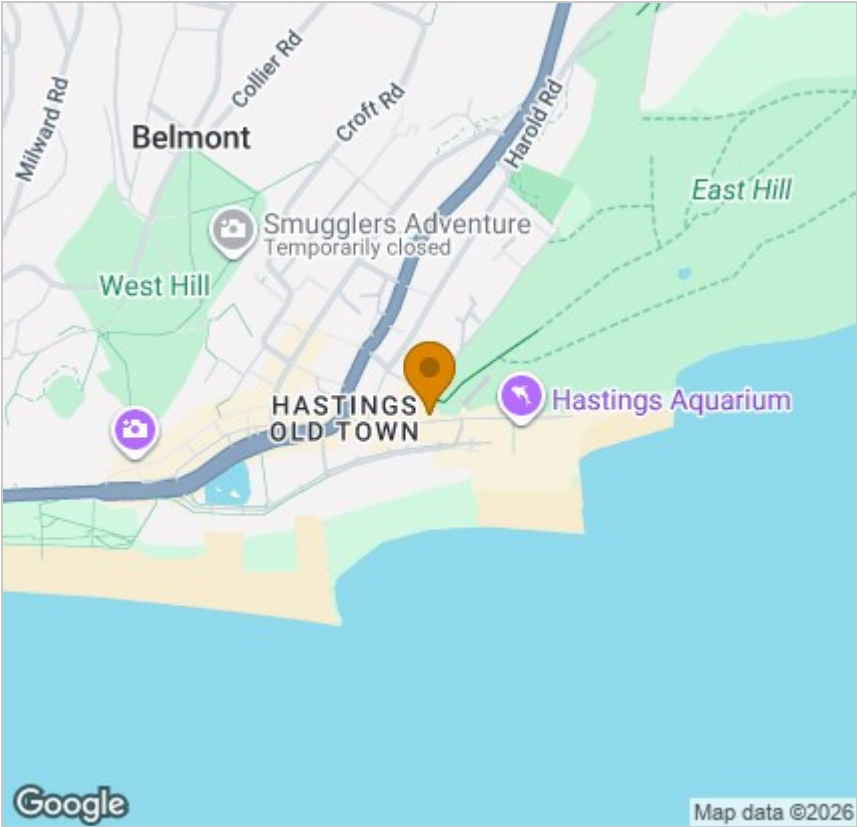 Collier Rd
Milward Rd
Croft Rd
Belmont
Harold Rd
East Hill
Smugglers Adventure
Temporarily closed
West Hill
HASTINGS
OLD TOWN
Hastings Aquarium
Google
Map data ©2026